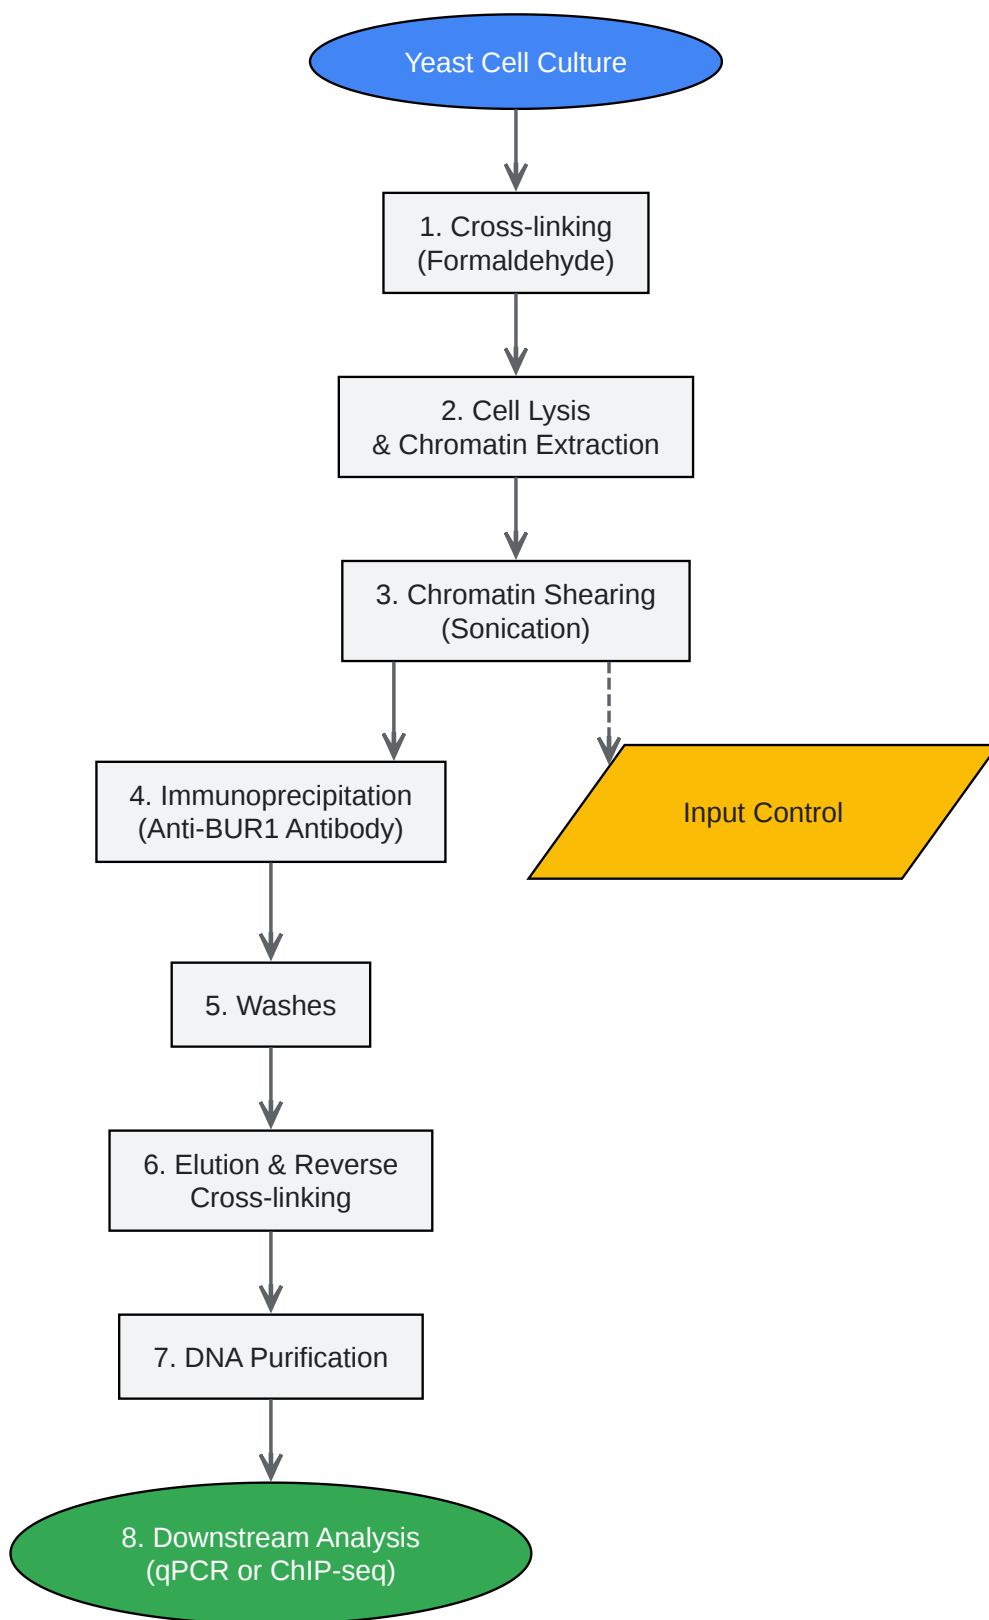 Yeast Cell Culture
1. Cross-linking
(Formaldehyde)
2. Cell Lysis
& Chromatin Extraction
3. Chromatin Shearing
(Sonication)
4. Immunoprecipitation
(Anti-BUR1 Antibody)
Input Control
5. Washes
6. Elution & Reverse
Cross-linking
7. DNA Purification
8. Downstream Analysis
(qPCR or ChIP-seq)